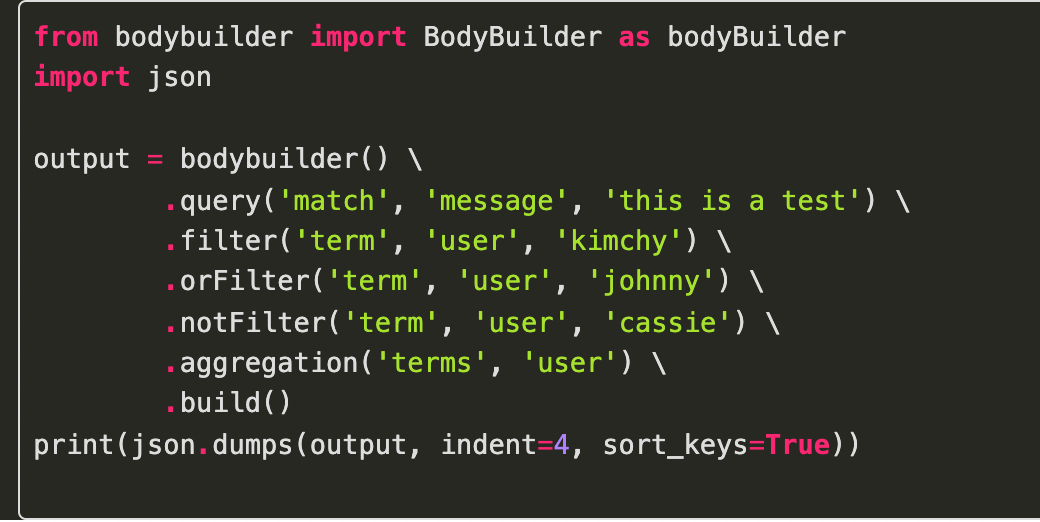 from bodybuilder import BodyBuilder as bodyBuilder
import json
output = bodybuilder() \
.query('match', 'message', 'this is a test') \
.filter('term', 'user', 'kimchy') \
.orFilter('term', 'user', 'johnny') \
.notFilter('term', 'user', 'cassie') \
.aggregation('terms', 'user') \
.build()
print(json.dumps(output, indent=4, sort_keys=True))